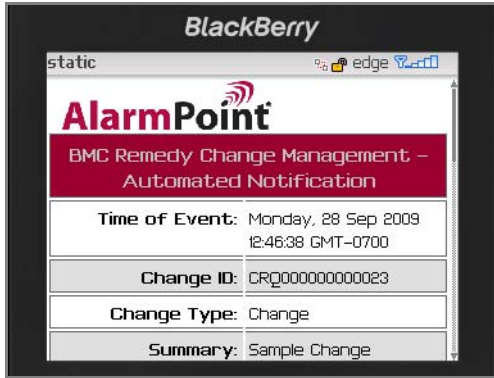 BlackBerry
static edge
AlarmPoint
BMC Remedy Change Management –
Automated Notification
Time of Event: Monday, 28 Sep 2009
12:46:38 GMT-0700
Change ID: CRQ000000000023
Change Type: Change
Summary: Sample Change